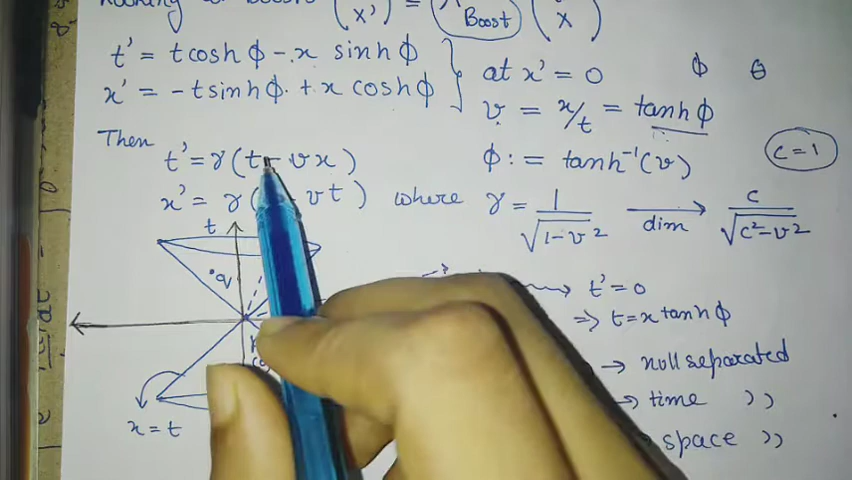 (x') = Boost (x)
t' = t cosh ϕ - x sinh ϕ
x' = -t sinh ϕ + x cosh ϕ
at x' = 0 ϕ θ
v = x/t = tanh ϕ
ϕ := tanh⁻¹(v) c = 1
Then
t' = γ(t - vx)
x' = γ( - vt) where γ = 1/√1-v² dim → c/√c²-v²
t
q
t' = 0
⇒ t = x tanh ϕ
→ null separated
→ time ))
space ))
x = t